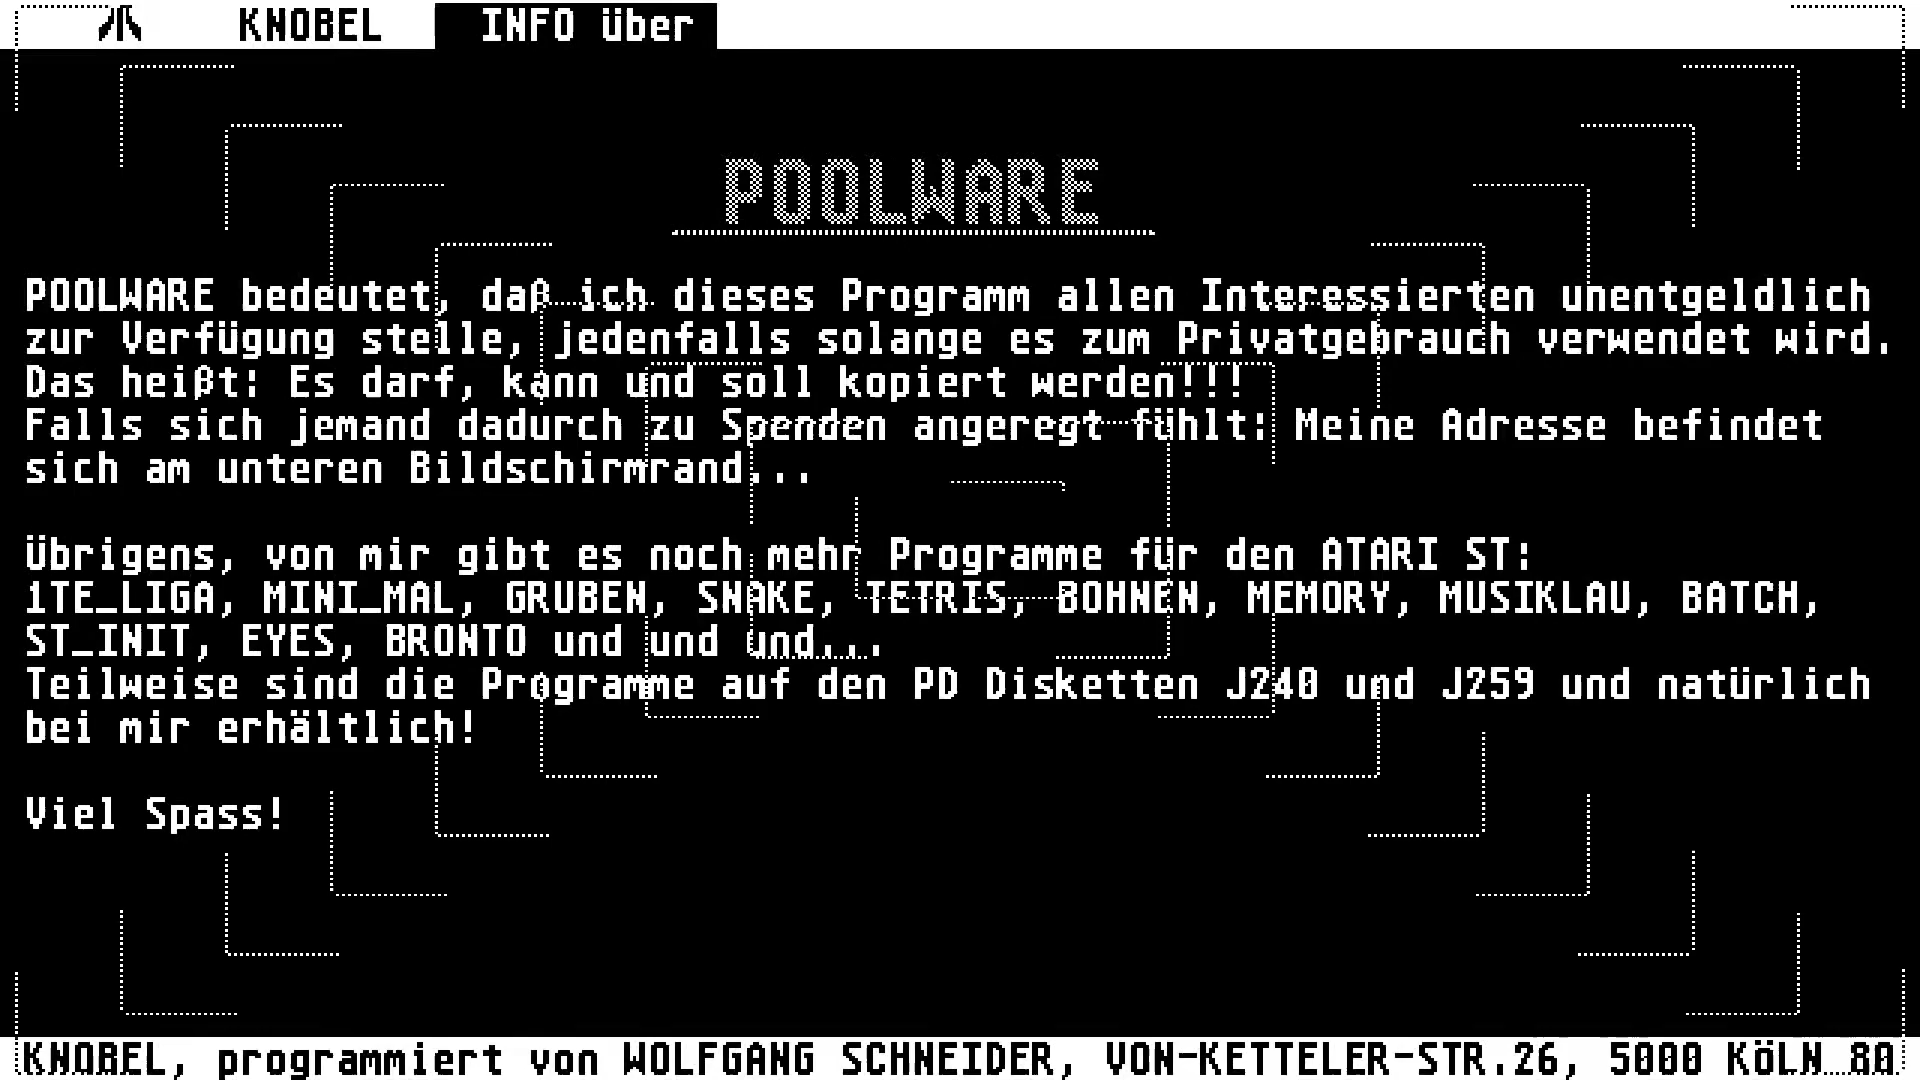 KNOBEL INFO über
POOLWARE
POOLWARE bedeutet, daß ich dieses Programm allen Interessierten unentgeldlich
zur Verfügung stelle, jedenfalls solange es zum Privatgebrauch verwendet wird.
Das heißt: Es darf, kann und soll kopiert werden!!!
Falls sich jemand dadurch zu Spenden angeregt fühlt: Meine Adresse befindet
sich am unteren Bildschirmrand...
Übrigens, von mir gibt es noch mehr Programme für den ATARI ST:
1TE_LIGA, MINI_MAL, GRUBEN, SNAKE, TETRIS, BOHNEN, MEMORY, MUSIKLAU, BATCH,
ST_INIT, EYES, BRONTO und und und...
Teilweise sind die Programme auf den PD Disketten J240 und J259 und natürlich
bei mir erhältlich!
Viel Spass!
KNOBEL, programmiert von WOLFGANG SCHNEIDER, VON-KETTELER-STR.26, 5000 KÖLN 80